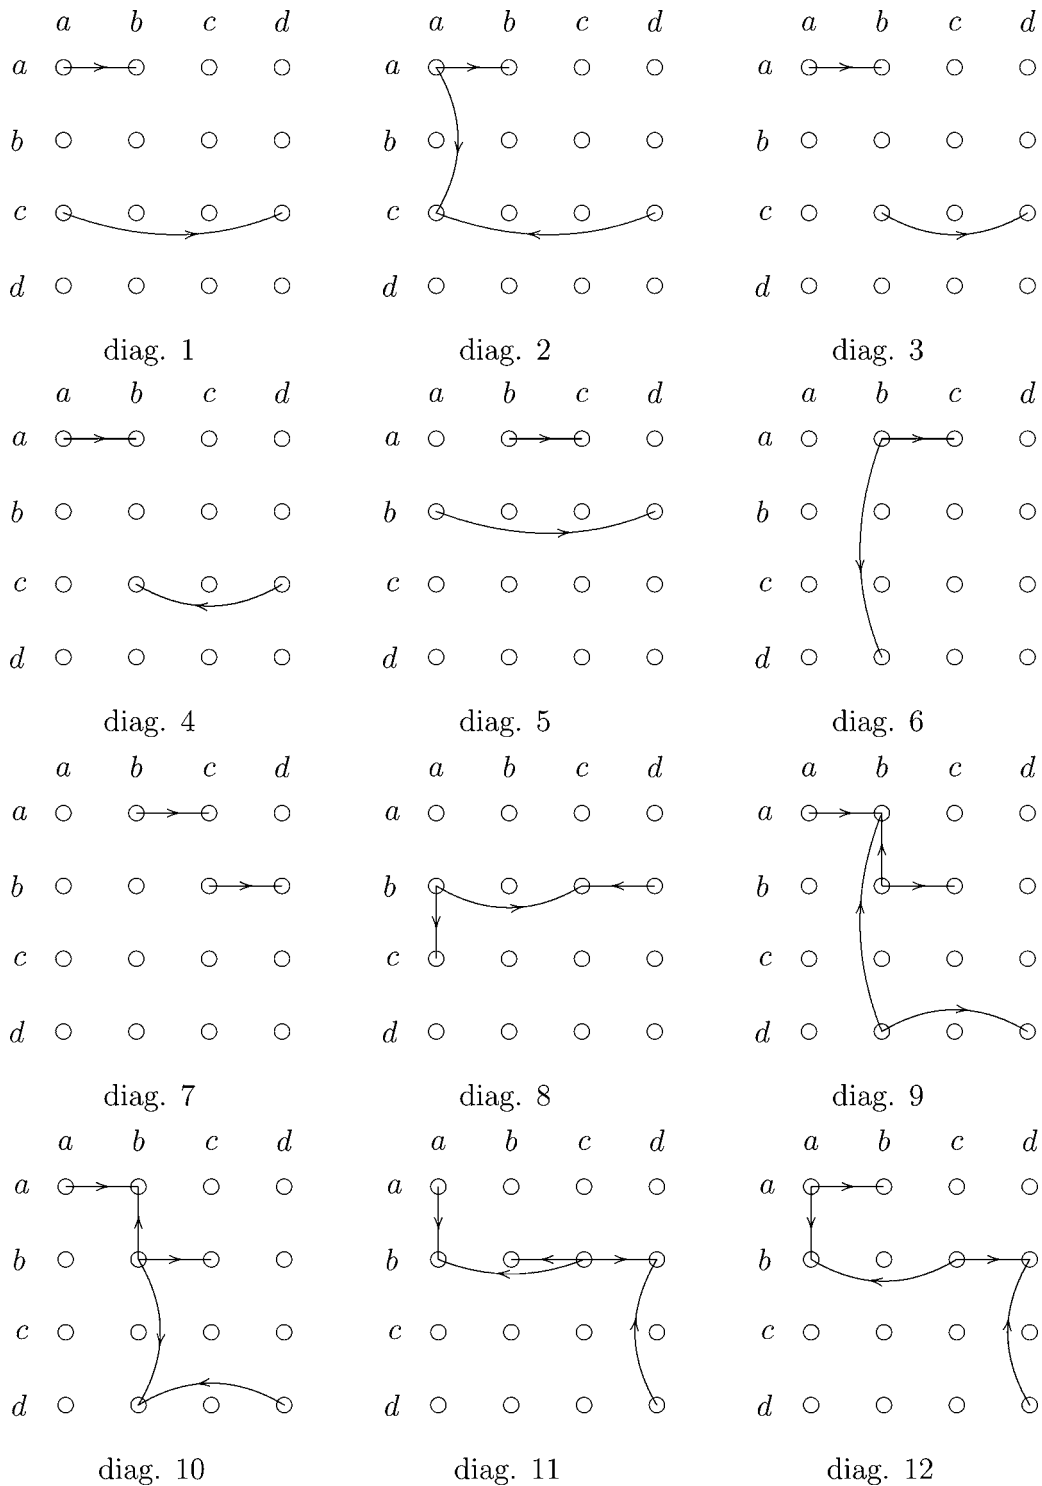 a b c d a b c d a b c d
a a a
b b b
c c c
d d d
diag. 1 diag. 2 diag. 3
a b c d a b c d a b c d
a a a
b b b
c c c
d d d
diag. 4 diag. 5 diag. 6
a b c d a b c d a b c d
a a a
b b b
c c c
d d d
diag. 7 diag. 8 diag. 9
a b c d a b c d a b c d
a a a
b b b
c c c
d d d
diag. 10 diag. 11 diag. 12